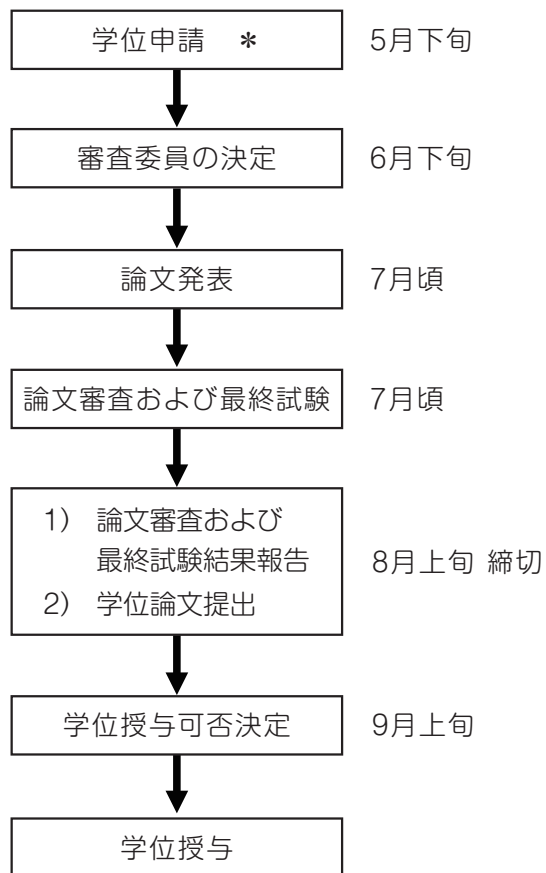 学位申請 * 5月下旬
審査委員の決定 6月下旬
論文発表 7月頃
論文審査および最終試験 7月頃
1) 論文審査および
最終試験結果報告 8月上旬 締切
2) 学位論文提出
学位授与可否決定 9月上旬
学位授与